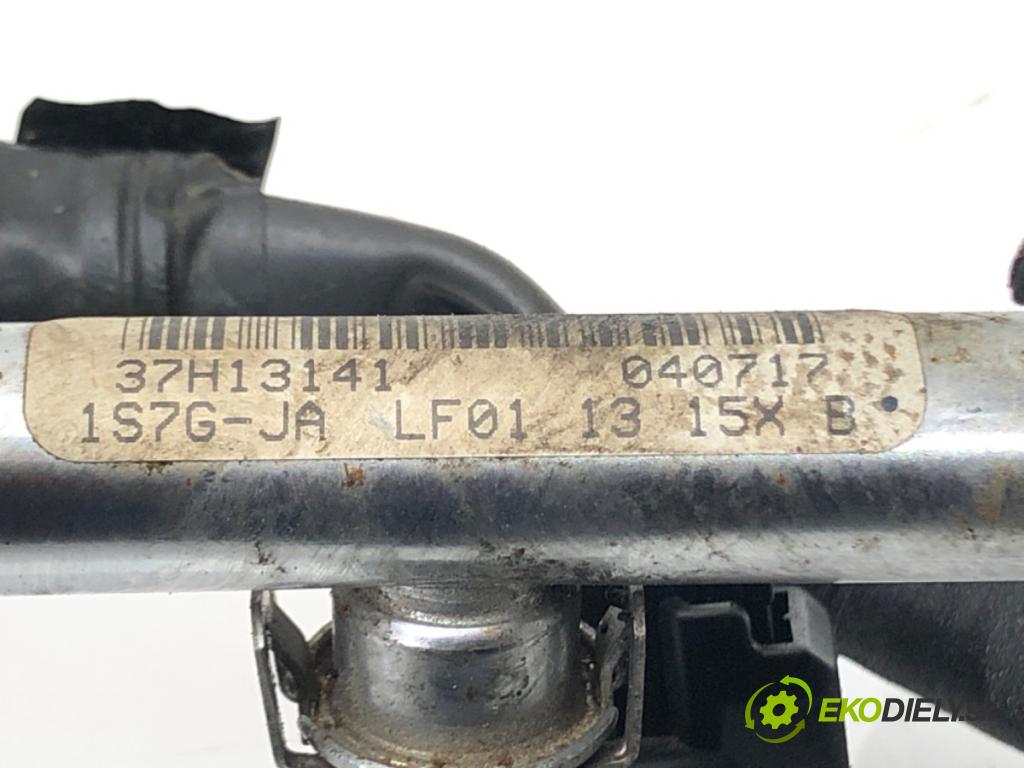 37H13141 040717
1S7G-JA LF01 13 15X B
EKODIELY